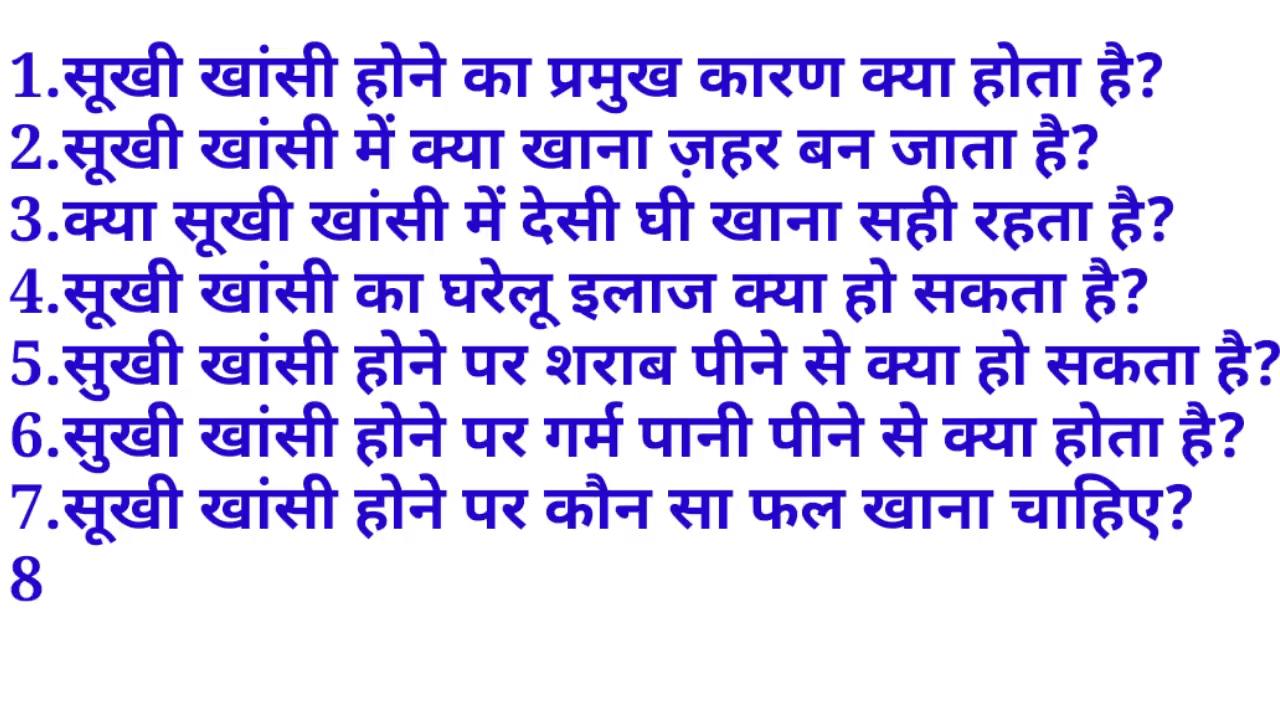 1.सूखी खांसी होने का प्रमुख कारण क्या होता है?
2.सूखी खांसी में क्या खाना ज़हर बन जाता है?
3.क्या सूखी खांसी में देसी घी खाना सही रहता है?
4.सूखी खांसी का घरेलू इलाज क्या हो सकता है?
5.सुखी खांसी होने पर शराब पीने से क्या हो सकता है?
6.सुखी खांसी होने पर गर्म पानी पीने से क्या होता है?
7.सूखी खांसी होने पर कौन सा फल खाना चाहिए?
8